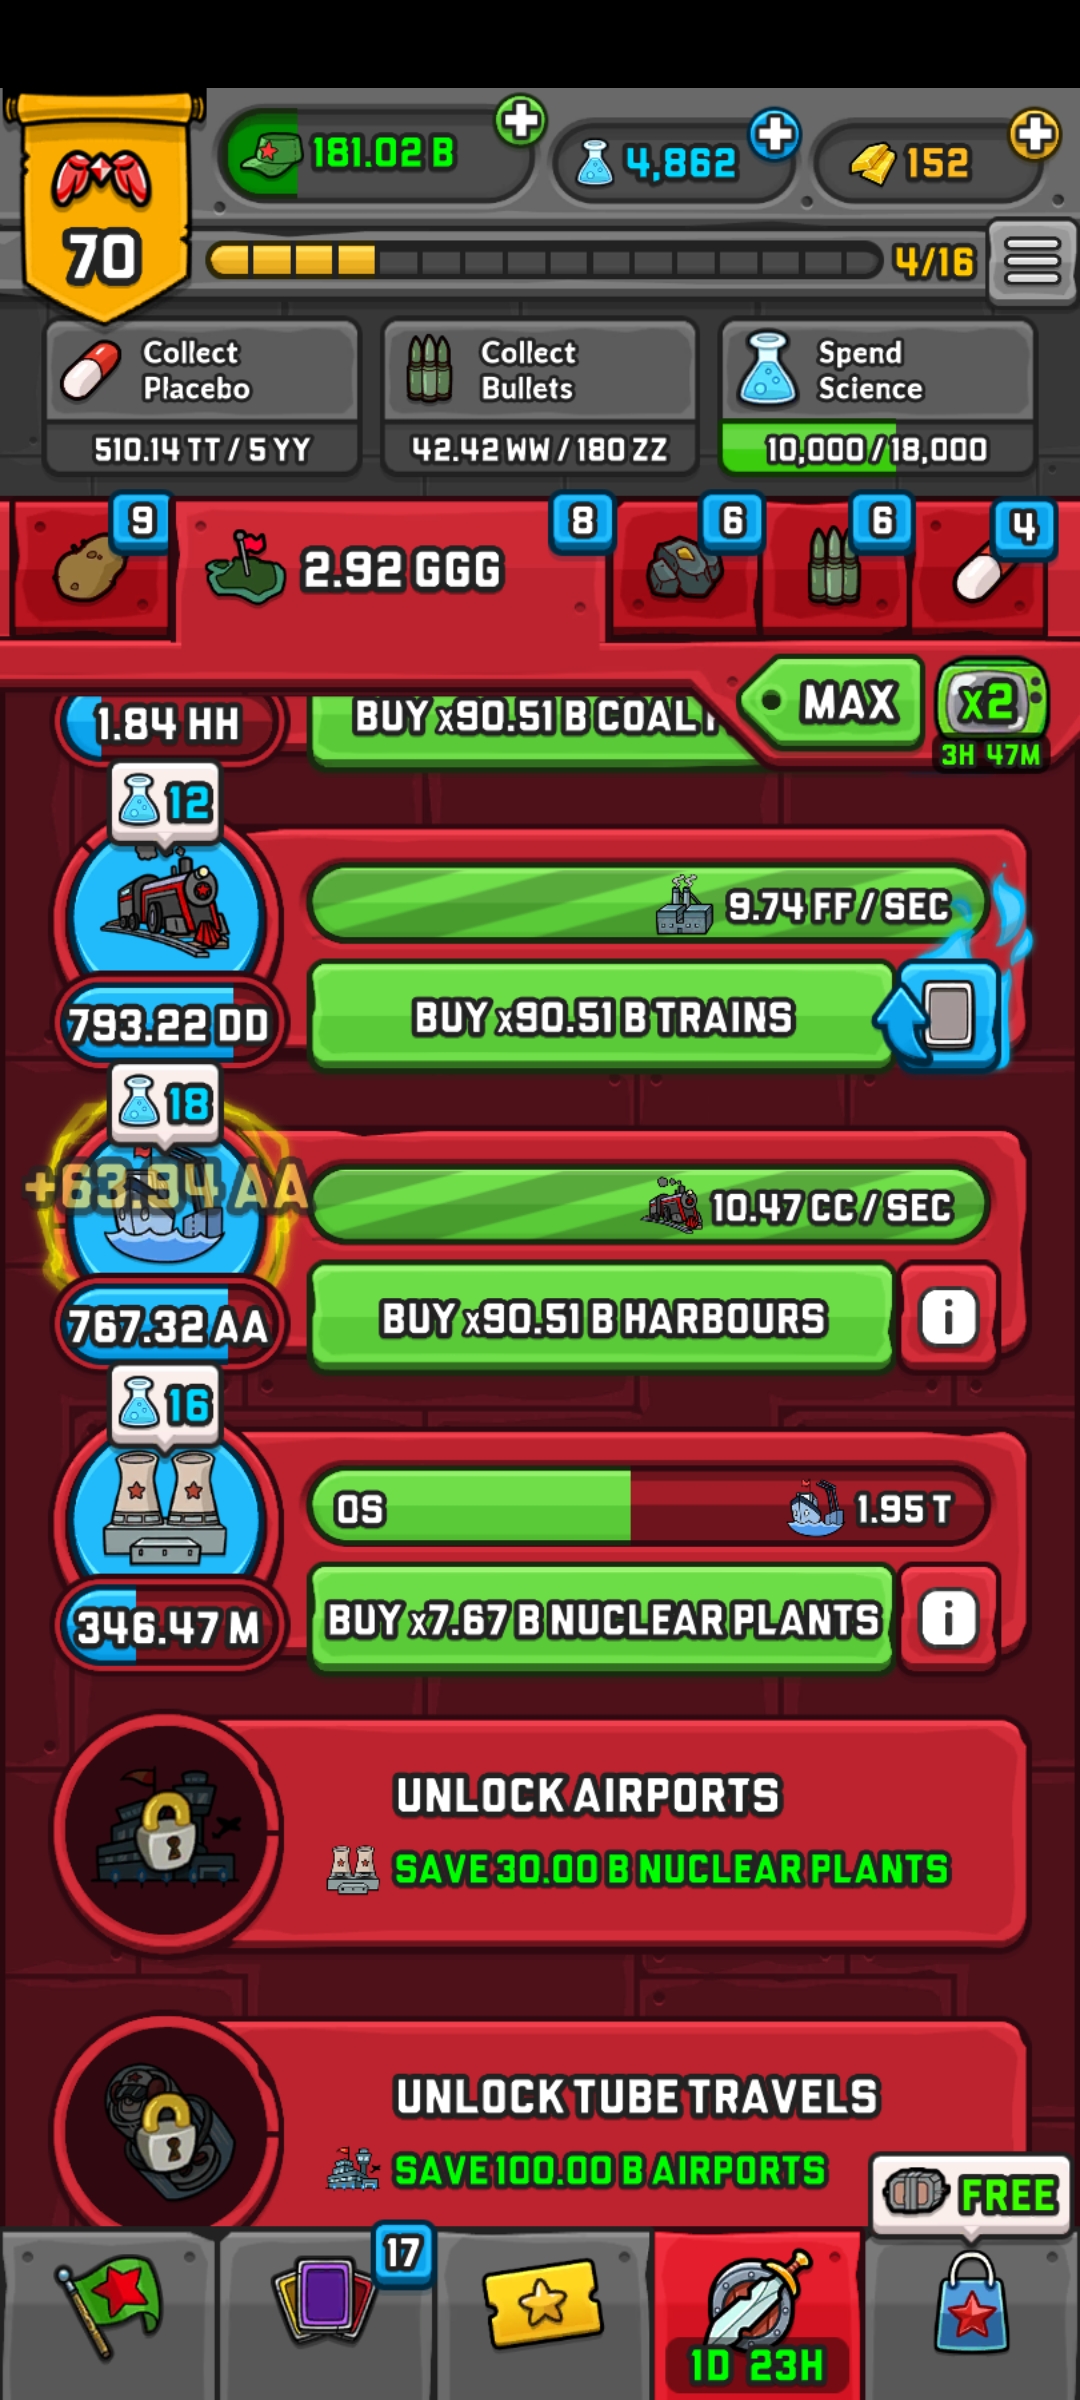 181.02 B
4,862
152
70
4/16
Collect
Placebo
510.14 TT / 5 YY
Collect
Bullets
42.42 WW / 180 ZZ
Spend
Science
10,000 / 18,000
9
2.92 GGG
8
6
6
4
MAX
x2
3H 47M
1.84 HH
BUY x90.51 B COAL
12
9.74 FF / SEC
793.22 DD
BUY x90.51 B TRAINS
18
+63.94 AA
10.47 CC / SEC
767.32 AA
BUY x90.51 B HARBOURS
i
16
0S
1.95 T
346.47 M
BUY x7.67 B NUCLEAR PLANTS
i
UNLOCK AIRPORTS
SAVE 30.00 B NUCLEAR PLANTS
UNLOCK TUBE TRAVELS
SAVE 100.00 B AIRPORTS
FREE
17
1D 23H